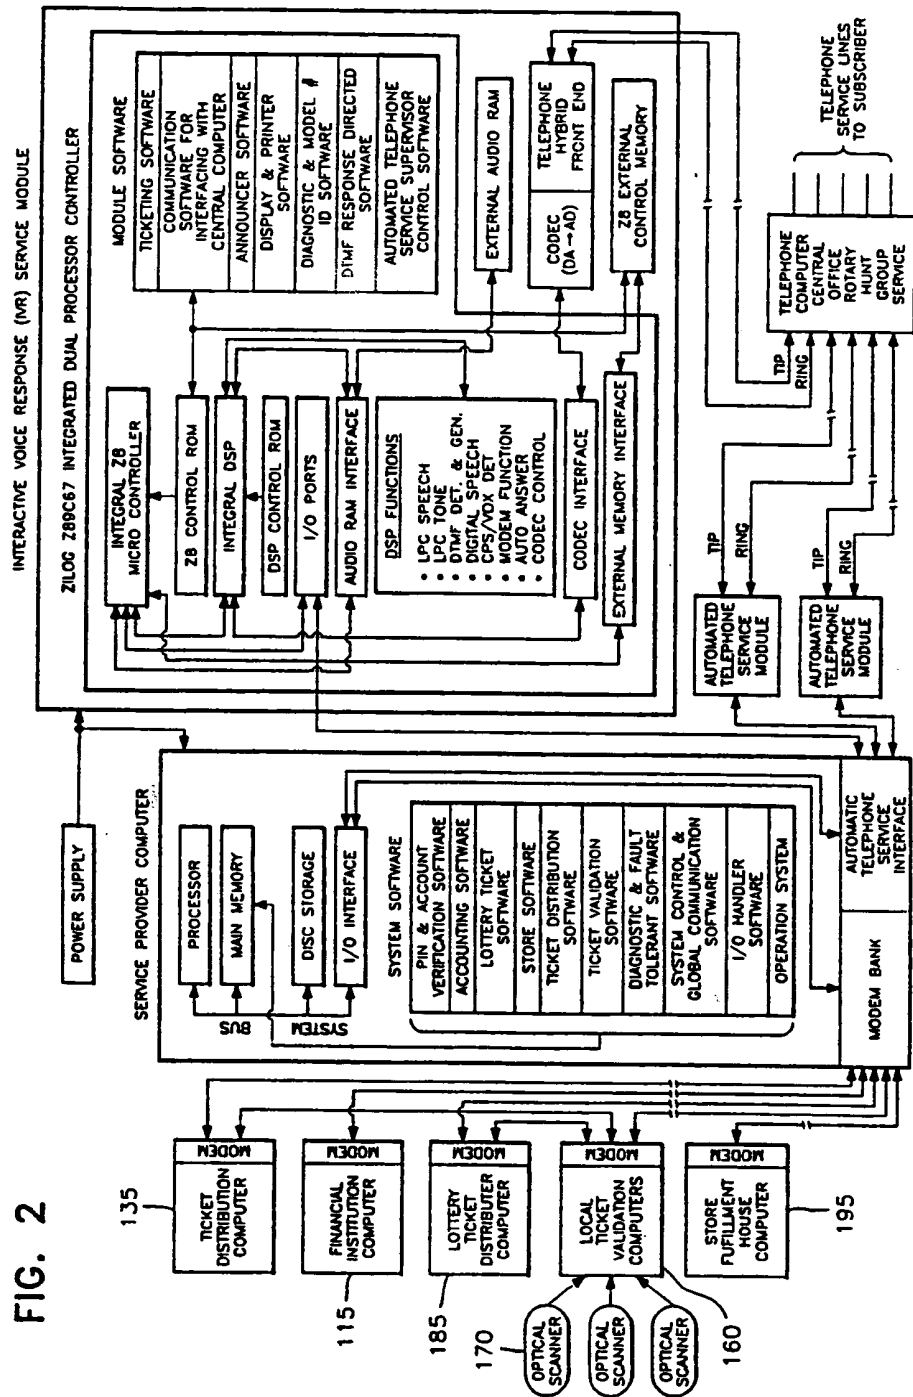 FIG. 2
135
TICKET
DISTRIBUTION
COMPUTER
MODEM
115
FINANCIAL
INSTITUTION
COMPUTER
MODEM
185
LOTTERY
TICKET
DISTRIBUTER
COMPUTER
MODEM
170
OPTICAL
SCANNER
OPTICAL
SCANNER
OPTICAL
SCANNER
160
LOCAL
TICKET
VALIDATION
COMPUTERS
MODEM
195
STORE
FUFILLMENT
HOUSE
COMPUTER
MODEM
POWER SUPPLY
SERVICE PROVIDER COMPUTER
PROCESSOR
MAIN MEMORY
DISC STORAGE
I/O INTERFACE
SYSTEM
BUS
SYSTEM SOFTWARE
PIN & ACCOUNT
VERIFICATION SOFTWARE
ACCOUNTING SOFTWARE
LOTTERY TICKET
SOFTWARE
STORE SOFTWARE
TICKET DISTRIBUTION
SOFTWARE
TICKET VALIDATION
SOFTWARE
DIAGNOSTIC & FAULT
TOLERANT SOFTWARE
SYSTEM CONTROL &
GLOBAL COMMUNICATION
SOFTWARE
I/O HANDLER
SOFTWARE
OPERATION SYSTEM
MODEM BANK
AUTOMATIC
TELEPHONE
SERVICE
INTERFACE
INTERACTIVE VOICE RESPONSE (IVR) SERVICE MODULE
ZILOG Z89C67 INTEGRATED DUAL PROCESSOR CONTROLLER
INTEGRAL Z8
MICRO CONTROLLER
Z8 CONTROL ROM
INTEGRAL DSP
DSP CONTROL ROM
I/O PORTS
AUDIO RAM INTERFACE
DSP FUNCTIONS
• LPC SPEECH
• LPC TONE
• DTMF DET. & GEN.
• DIGITAL SPEECH
• CPS/VOX DET
• MODEM FUNCTION
• AUTO ANSWER
• CODEC CONTROL
CODEC INTERFACE
EXTERNAL MEMORY INTERFACE
MODULE SOFTWARE
TICKETING SOFTWARE
COMMUNICATION
SOFTWARE FOR
INTERFACING WITH
CENTRAL COMPUTER
ANNOUNCER SOFTWARE
DISPLAY & PRINTER
SOFTWARE
DIAGNOSTIC & MODEL #
ID SOFTWARE
DTMF RESPONSE DIRECTED
SOFTWARE
AUTOMATED TELEPHONE
SERVICE SUPERVISOR
CONTROL SOFTWARE
EXTERNAL AUDIO RAM
CODEC
(DA→AD)
TELEPHONE
HYBRID
FRONT END
Z8 EXTERNAL
CONTROL MEMORY
AUTOMATED
TELEPHONE
SERVICE
MODULE
TIP
RING
AUTOMATED
TELEPHONE
SERVICE
MODULE
TIP
RING
TIP
RING
TELEPHONE
COMPUTER
CENTRAL
OFFICE
ROTARY
HUNT
GROUP
SERVICE
TELEPHONE
SERVICE LINES
TO SUBSCRIBER